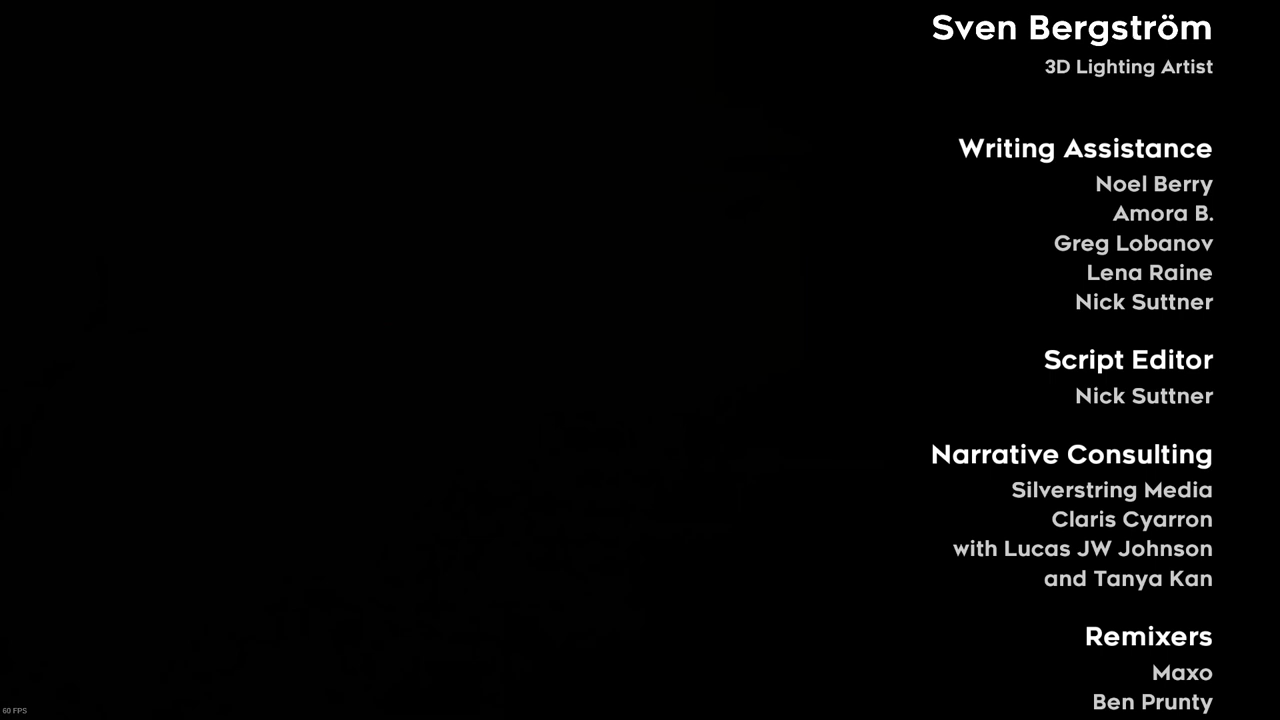 Sven Bergström
3D Lighting Artist
Writing Assistance
Noel Berry
Amora B.
Greg Lobanov
Lena Raine
Nick Suttner
Script Editor
Nick Suttner
Narrative Consulting
Silverstring Media
Claris Cyarron
with Lucas JW Johnson
and Tanya Kan
Remixers
Maxo
Ben Prunty
60 FPS